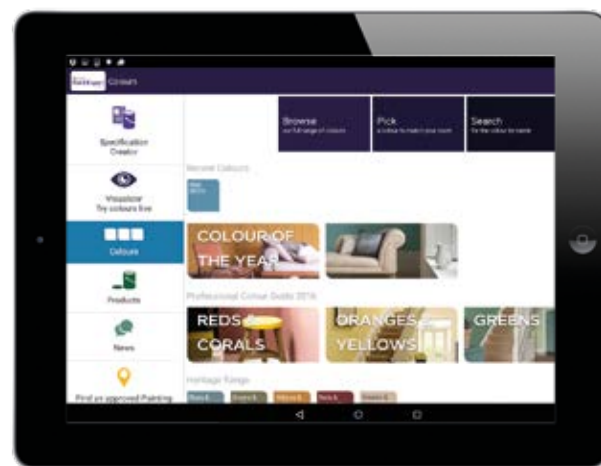 Colours
Specification
Creator
Visualizer
Try colours live
Colours
Products
News
Find an approved Painting
Browse
our full range of colours
Pick
a colour to match your room
Search
for the colour by name
Recent Colours
COLOUR OF
THE YEAR
Professional Colour Guide 2016
REDS &
CORALS
ORANGES &
YELLOWS
GREENS
Heritage Range
Reds &